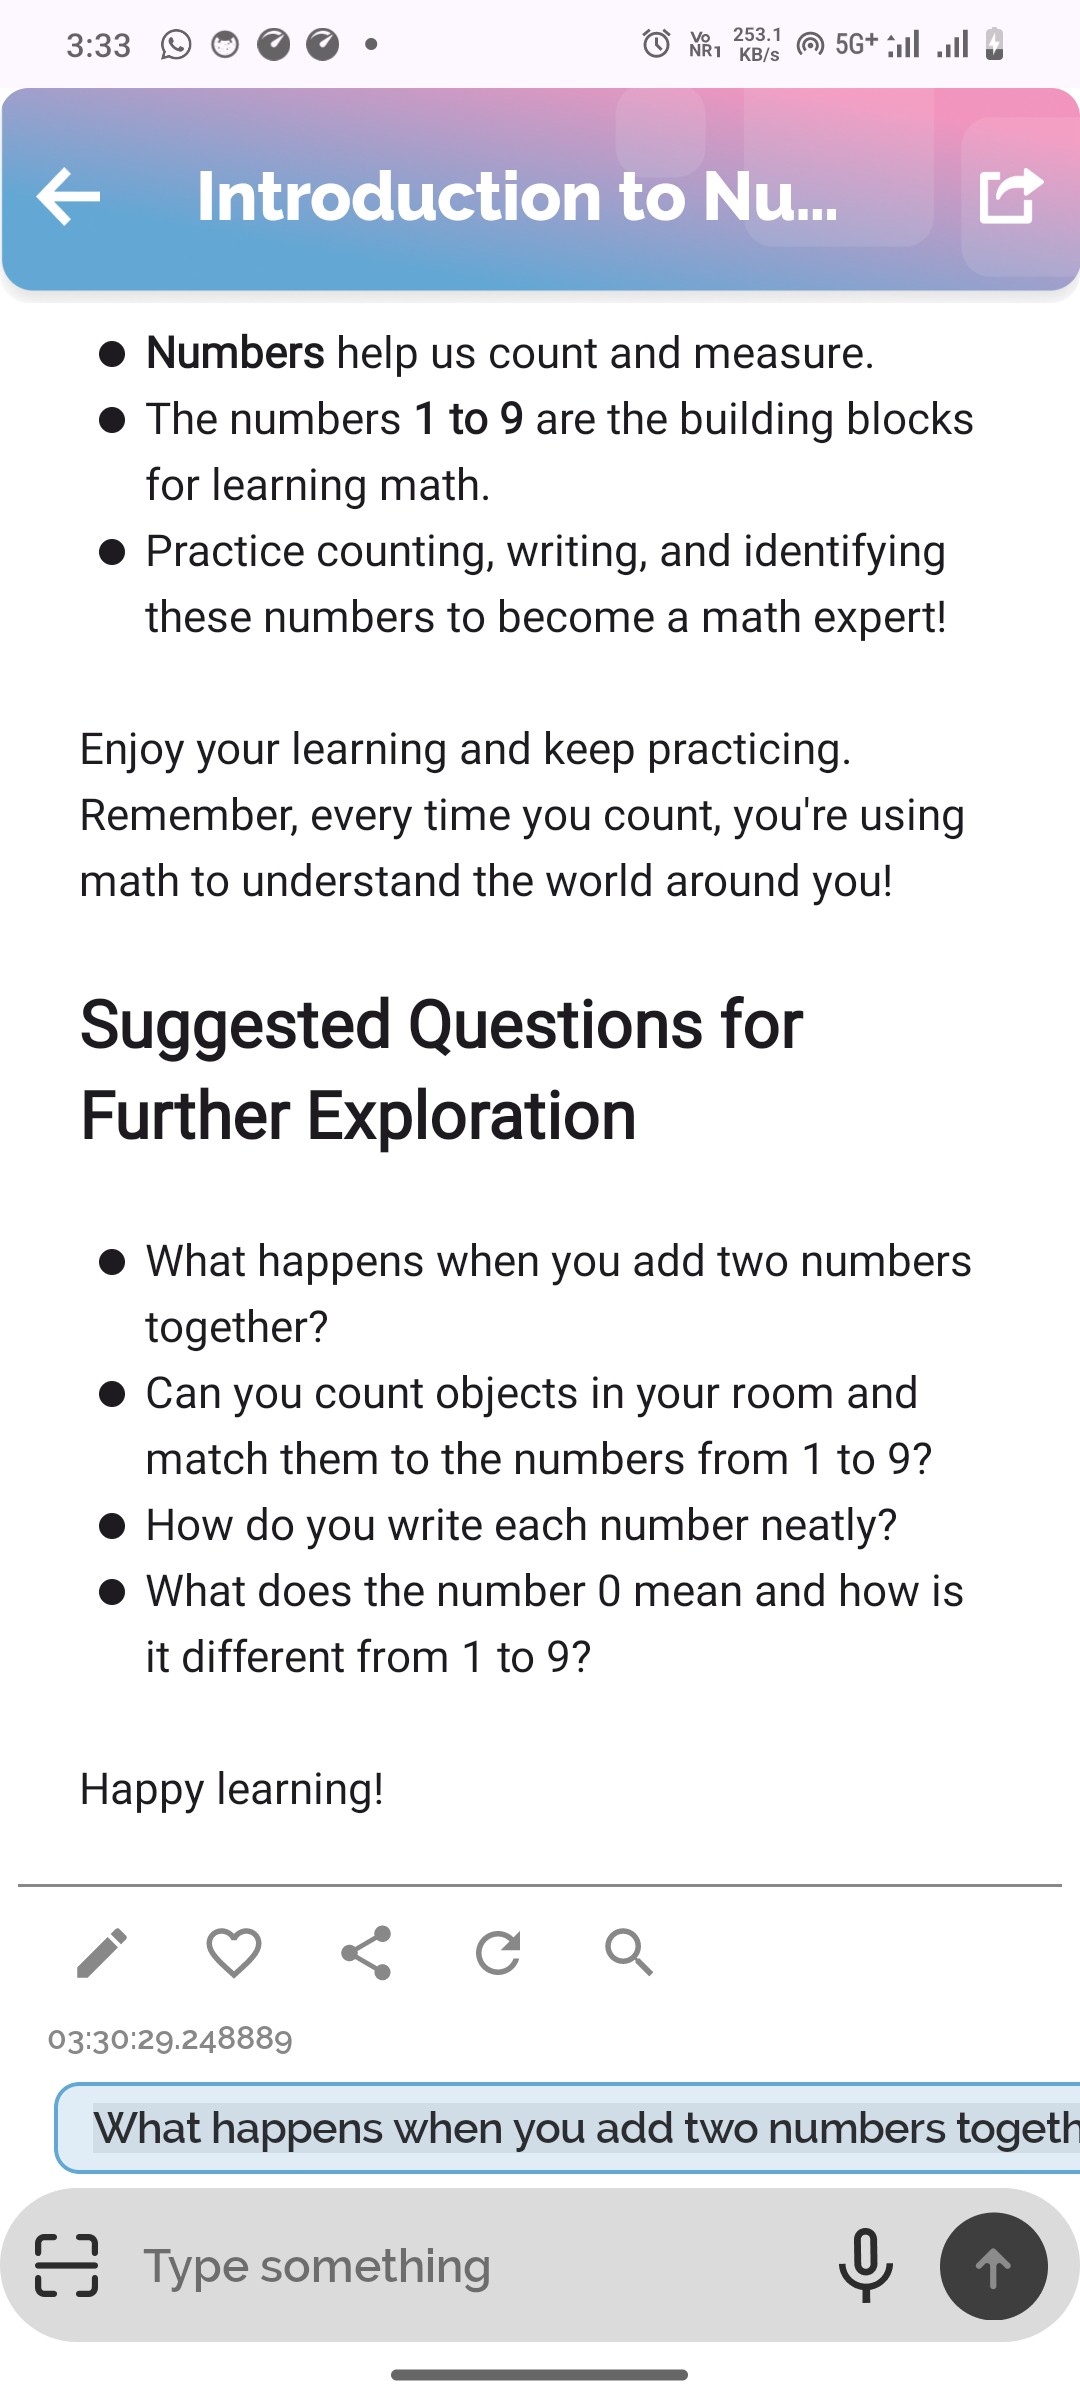 3:33
Vo
NR1
253.1
KB/s
5G+
Introduction to Nu...
Numbers help us count and measure.
The numbers 1 to 9 are the building blocks
for learning math.
Practice counting, writing, and identifying
these numbers to become a math expert!
Enjoy your learning and keep practicing.
Remember, every time you count, you're using
math to understand the world around you!
Suggested Questions for
Further Exploration
What happens when you add two numbers
together?
Can you count objects in your room and
match them to the numbers from 1 to 9?
How do you write each number neatly?
What does the number 0 mean and how is
it different from 1 to 9?
Happy learning!
03:30:29.248889
What happens when you add two numbers togeth
Type something